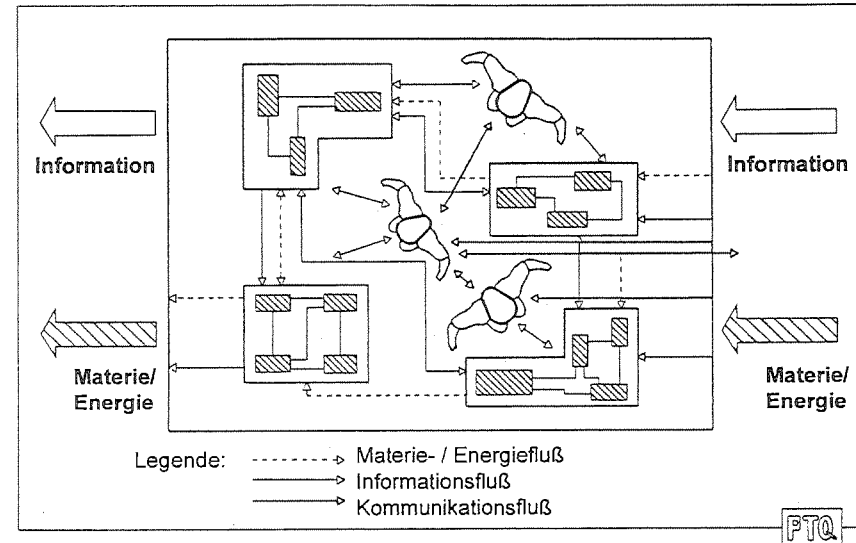 Information
Information
Materie/
Energie
Materie/
Energie
Legende:
Materie- / Energiefluß
Informationsfluß
Kommunikationsfluß
PTQ